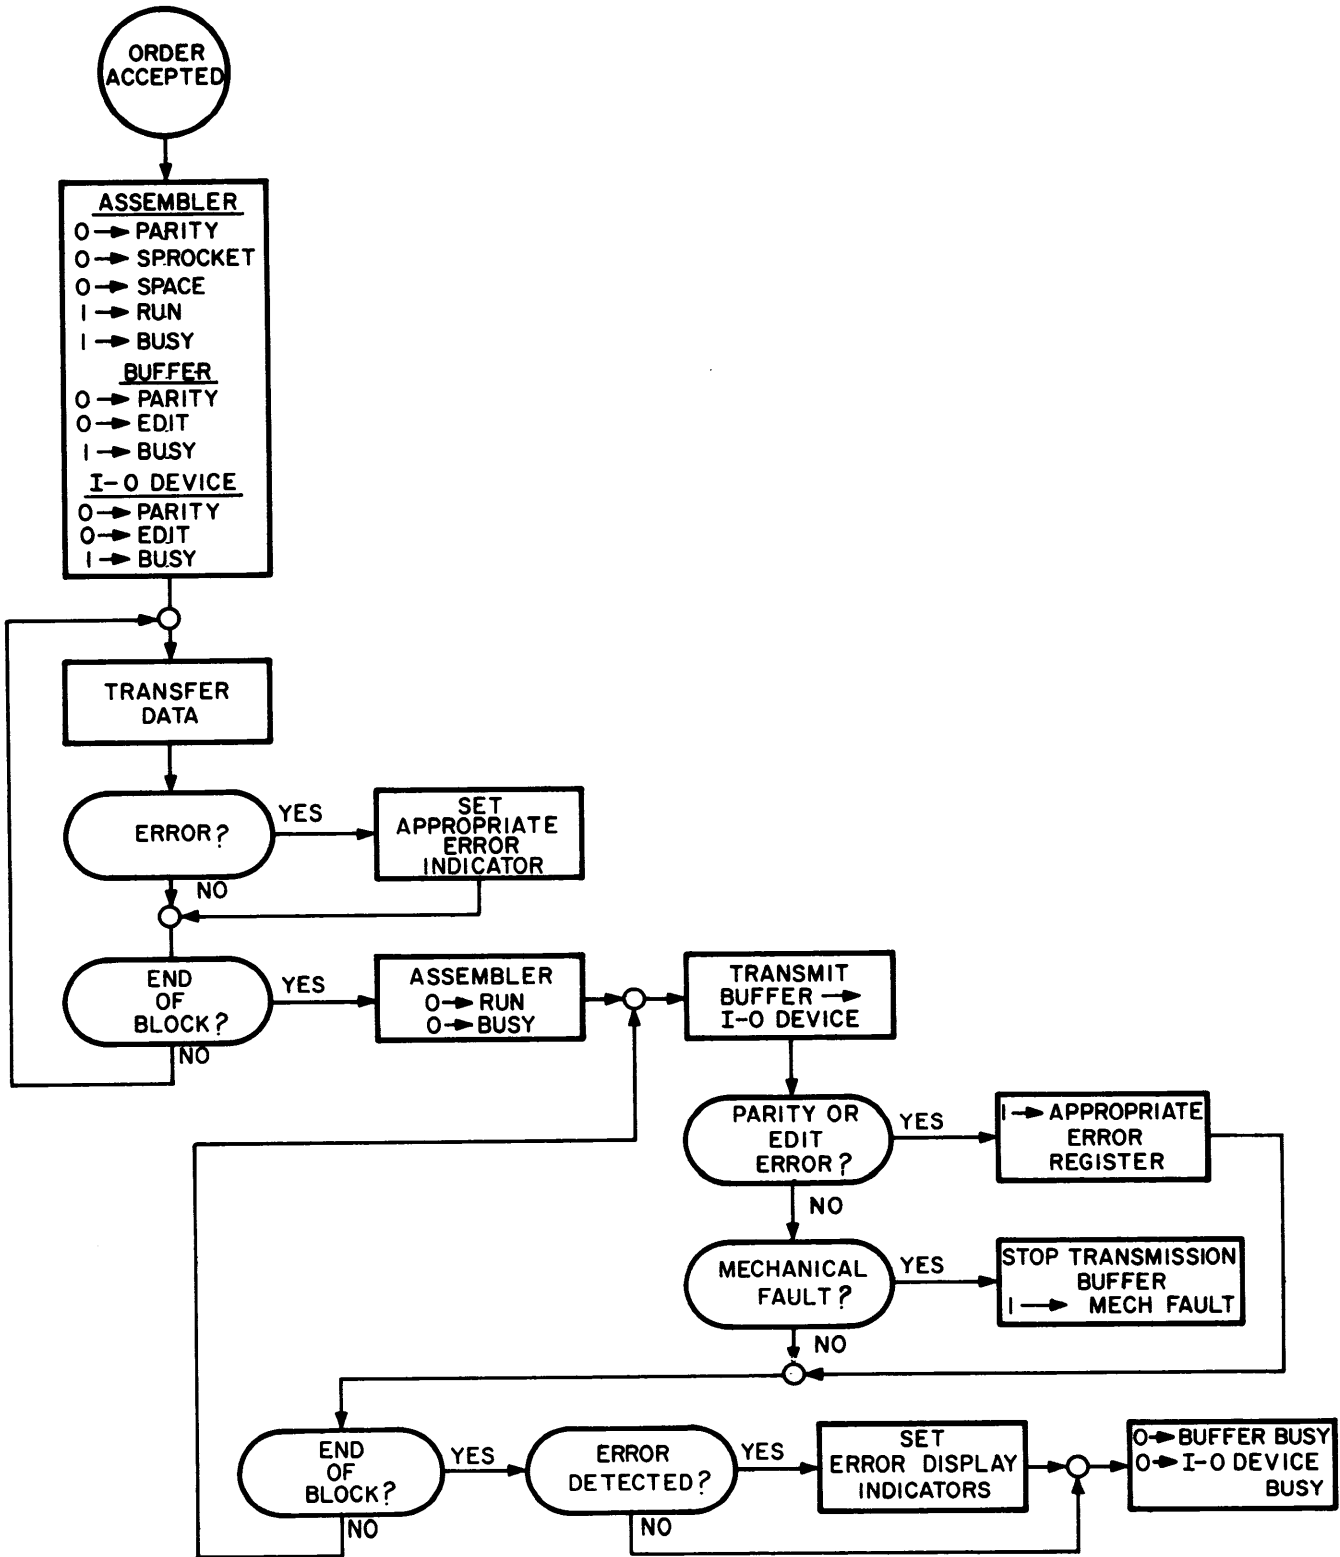 ORDER
ACCEPTED
ASSEMBLER
0→ PARITY
0→ SPROCKET
0→ SPACE
1→ RUN
1→ BUSY
BUFFER
0→ PARITY
0→ EDIT
1→ BUSY
I-O DEVICE
0→ PARITY
0→ EDIT
1→ BUSY
TRANSFER
DATA
ERROR?
YES
NO
SET
APPROPRIATE
ERROR
INDICATOR
END
OF
BLOCK?
YES
NO
ASSEMBLER
0→ RUN
0→ BUSY
TRANSMIT
BUFFER →
I-O DEVICE
PARITY OR
EDIT
ERROR?
YES
NO
1→ APPROPRIATE
ERROR
REGISTER
MECHANICAL
FAULT?
YES
NO
STOP TRANSMISSION
BUFFER
1→ MECH FAULT
END
OF
BLOCK?
YES
NO
ERROR
DETECTED?
YES
NO
SET
ERROR DISPLAY
INDICATORS
0→ BUFFER BUSY
0→ I-O DEVICE
BUSY